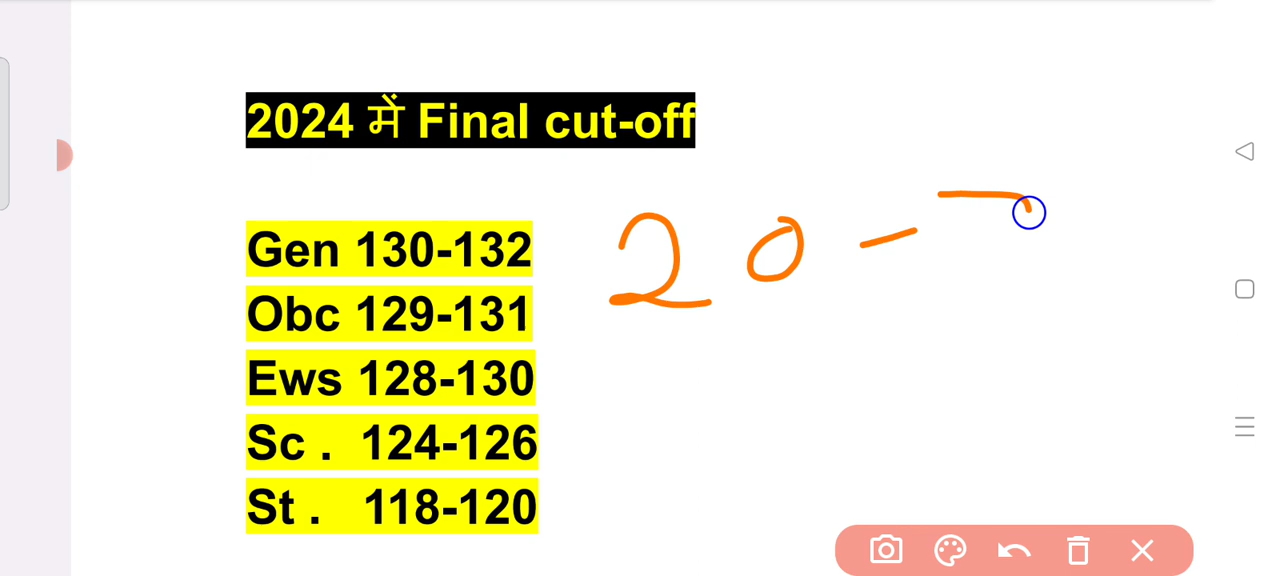 2024 में Final cut-off
Gen 130-132
20 -
Obc 129-131
Ews 128-130
Sc . 124-126
St . 118-120